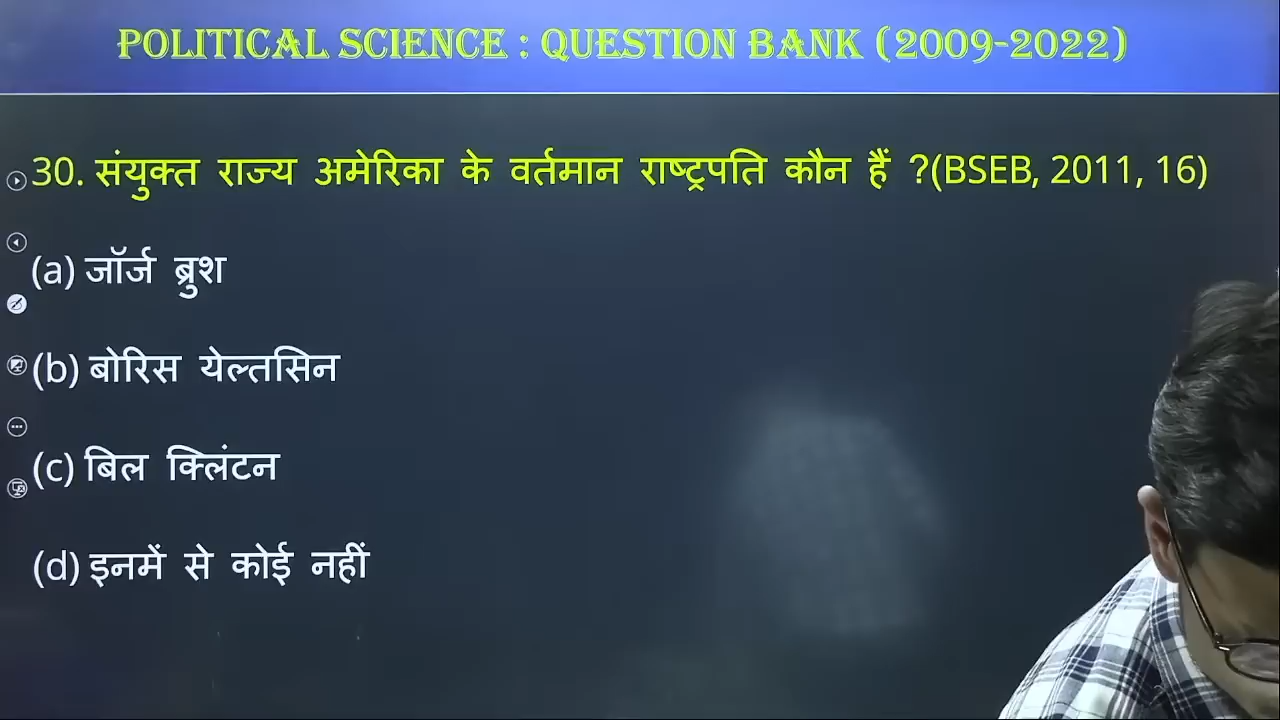 POLITICAL SCIENCE : QUESTION BANK (2009-2022)
30. संयुक्त राज्य अमेरिका के वर्तमान राष्ट्रपति कौन हैं ?(BSEB, 2011, 16)
(a) जॉर्ज ब्रुश
(b) बोरिस येल्तसिन
(c) बिल क्लिंटन
(d) इनमें से कोई नहीं